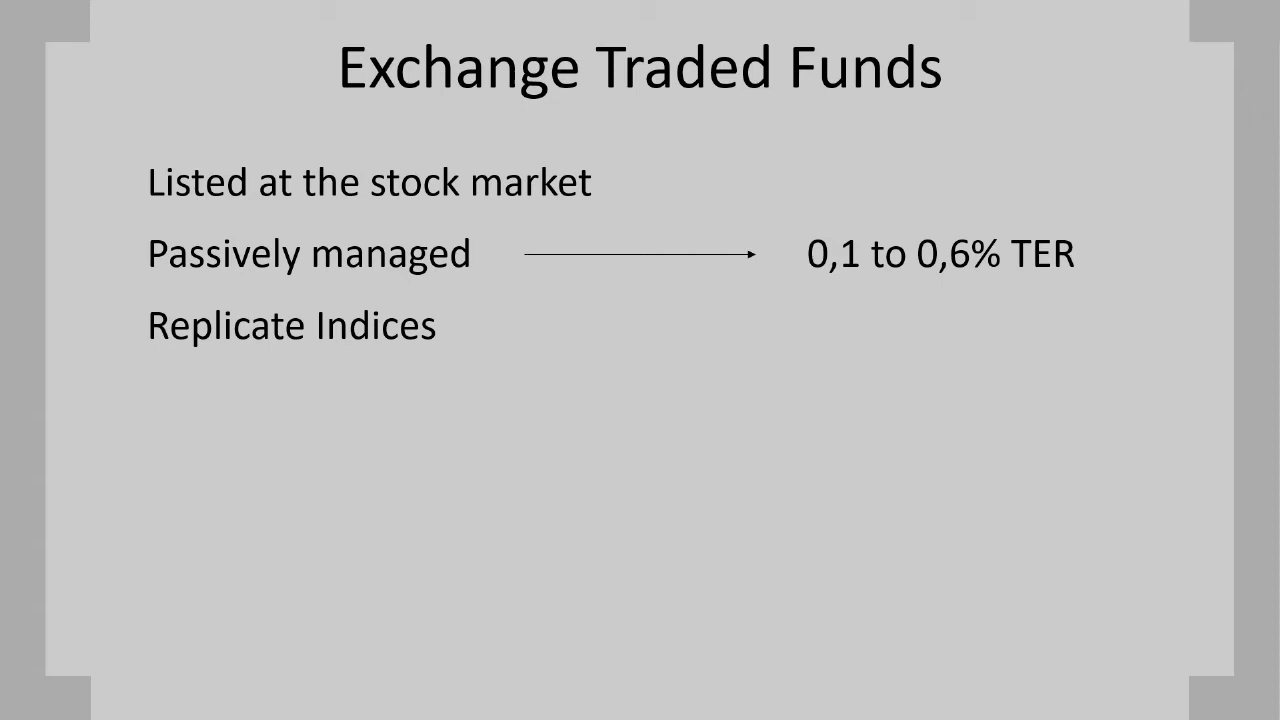 Exchange Traded Funds
Listed at the stock market
Passively managed 0,1 to 0,6% TER
Replicate Indices